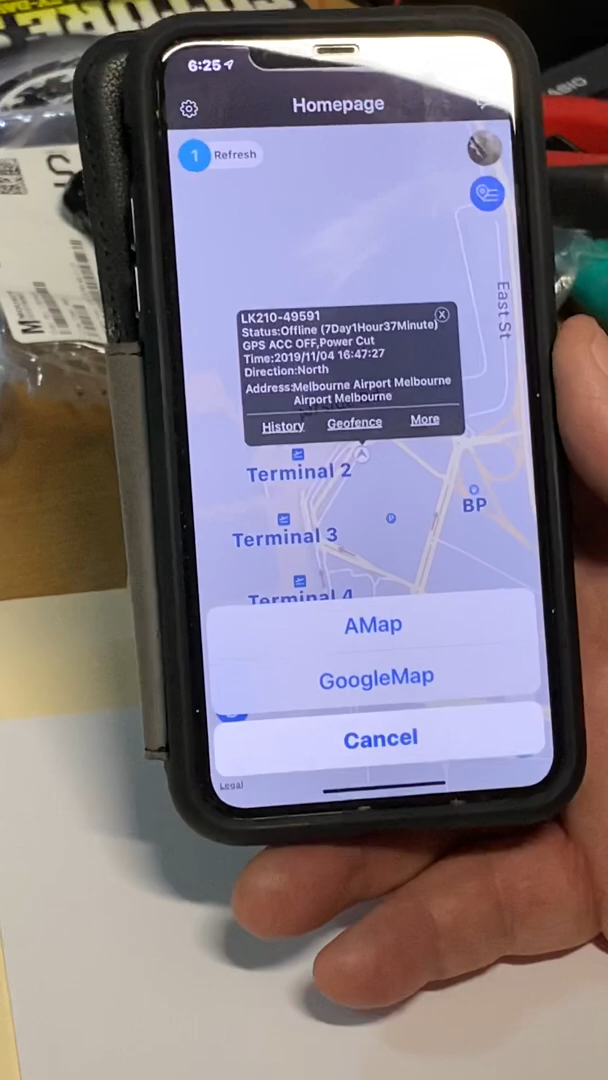 6:25
Homepage
1 Refresh
East St
LK210-49591
Status:Offline (7Day1Hour37Minute)
GPS ACC OFF,Power Cut
Time:2019/11/04 16:47:27
Direction:North
Address:Melbourne Airport Melbourne
Airport Melbourne
History Geofence More
Terminal 2
BP
Terminal 3
Terminal 4
AMap
GoogleMap
Cancel
Legal
M